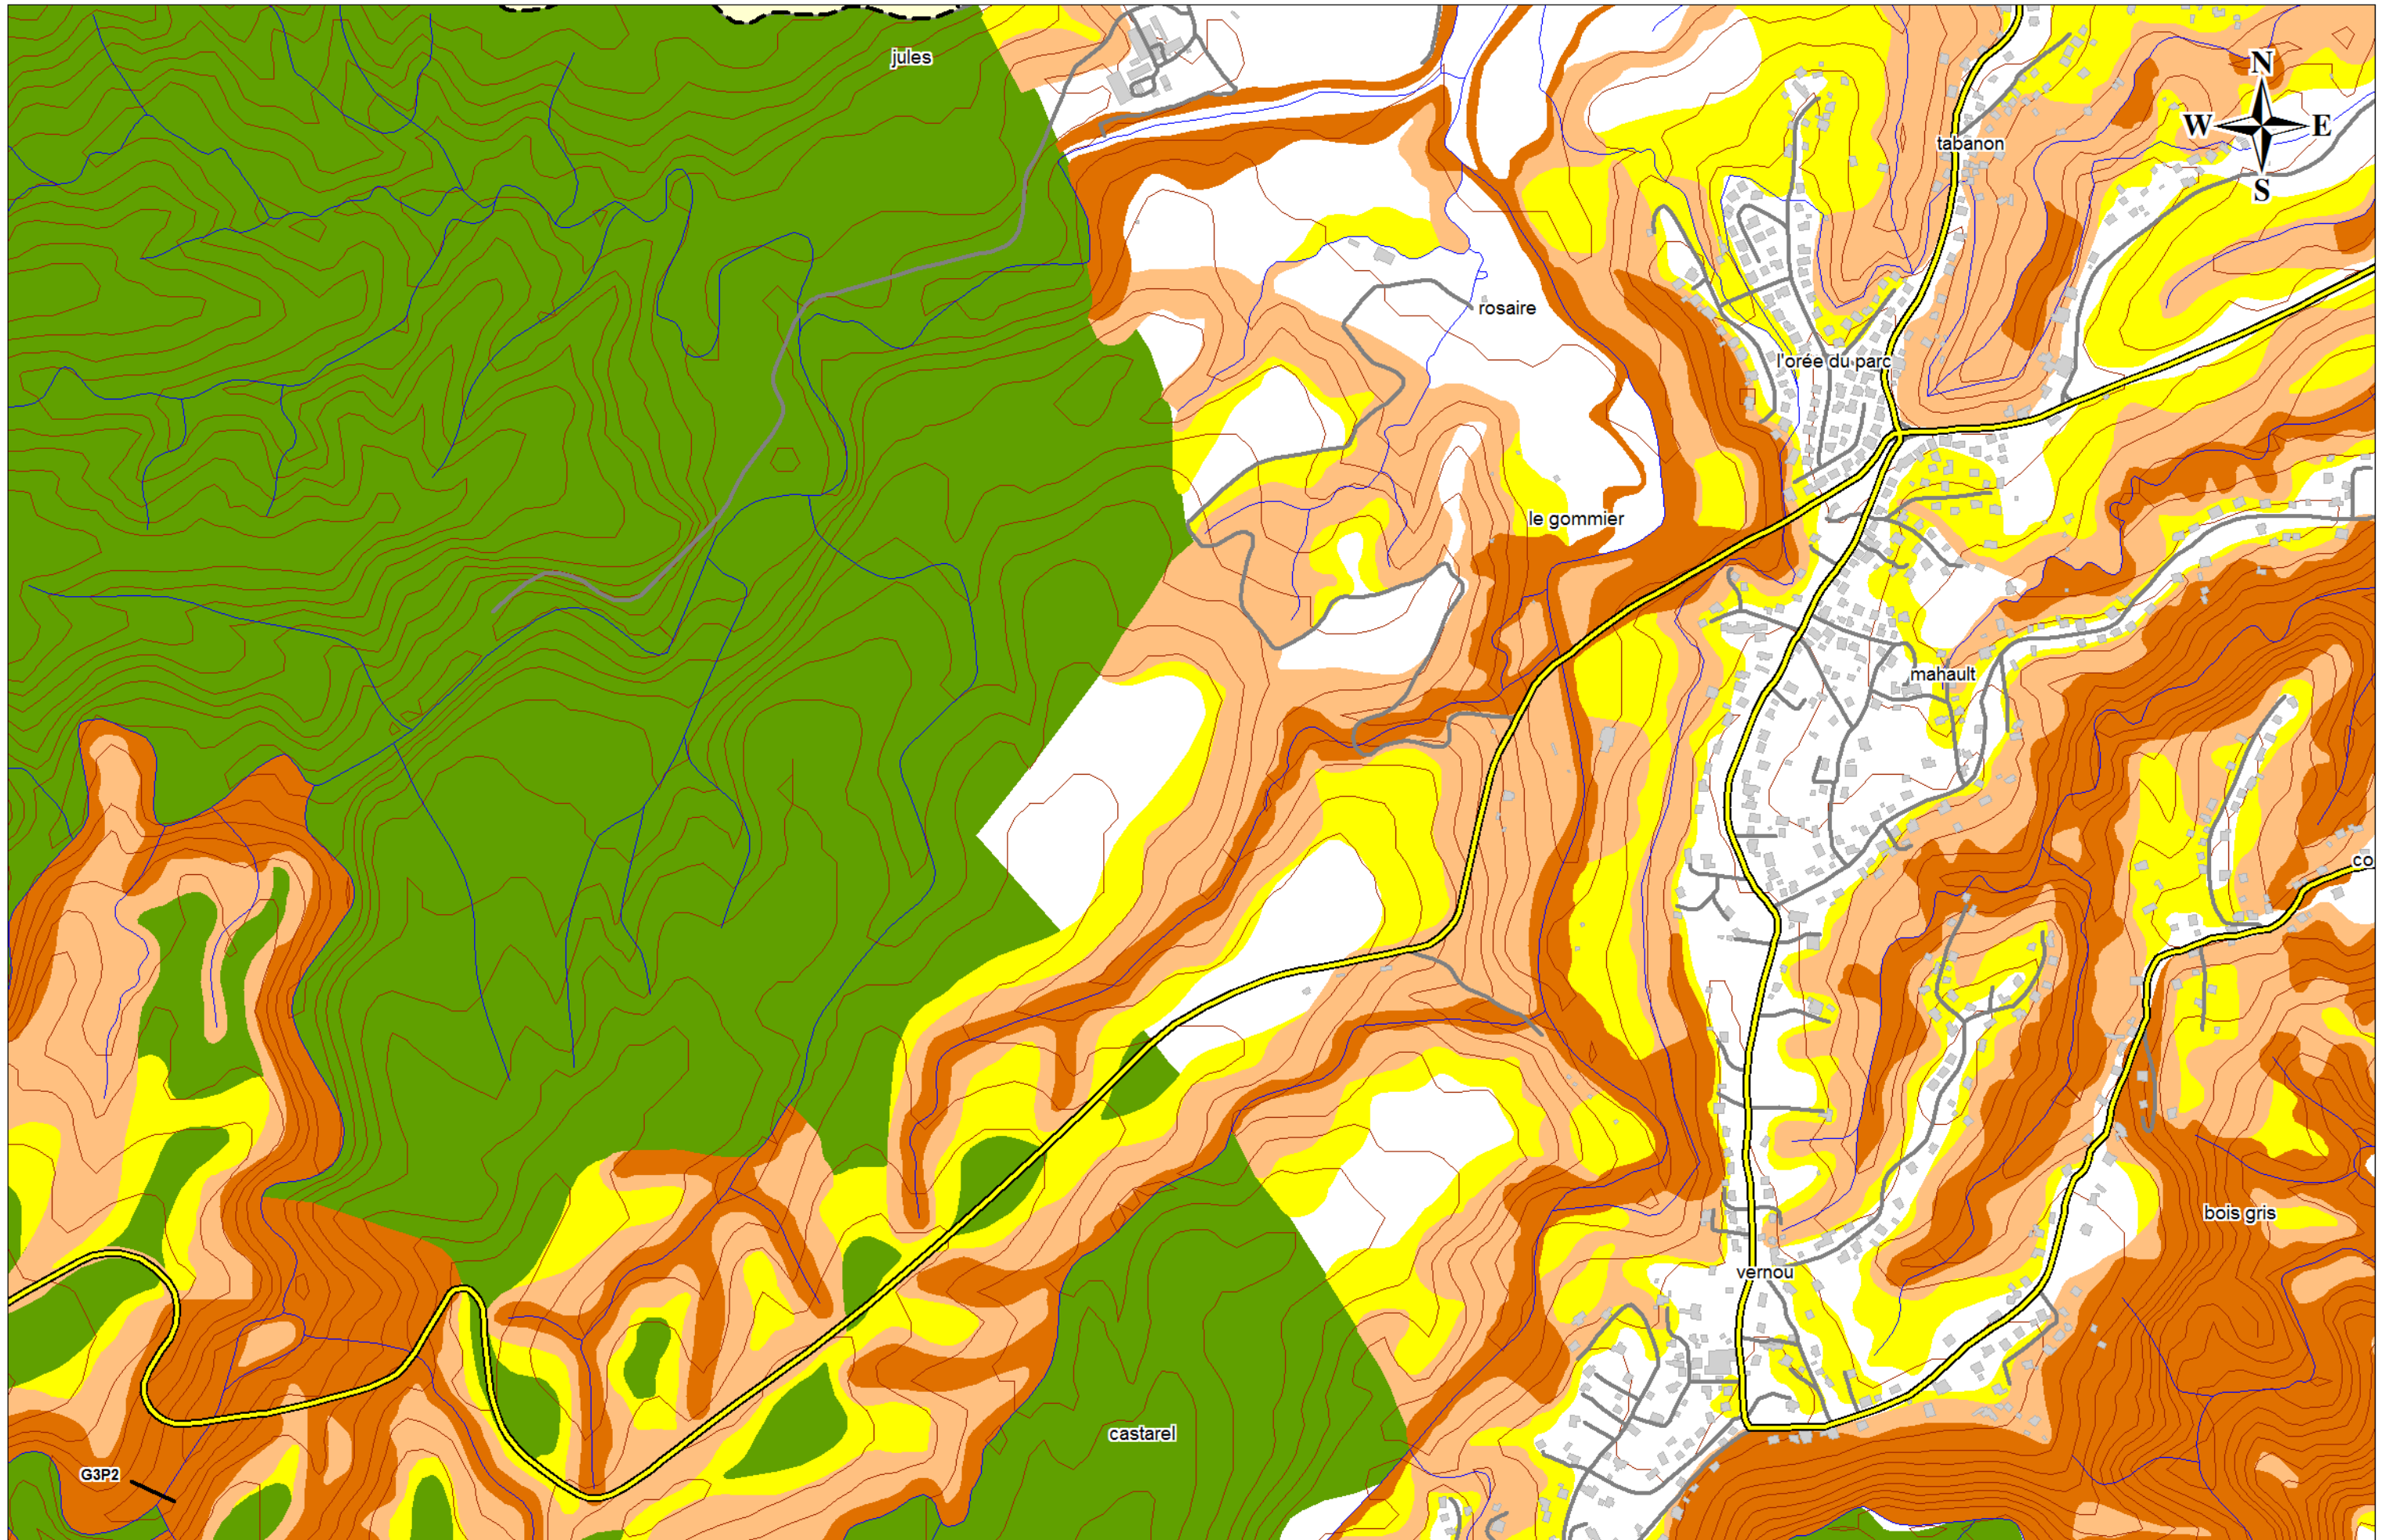 jules
N
W E
S
tabanon
rosaire
l'orée du parc
le gommier
mahault
co
bois gris
vernou
castarel
G3P2